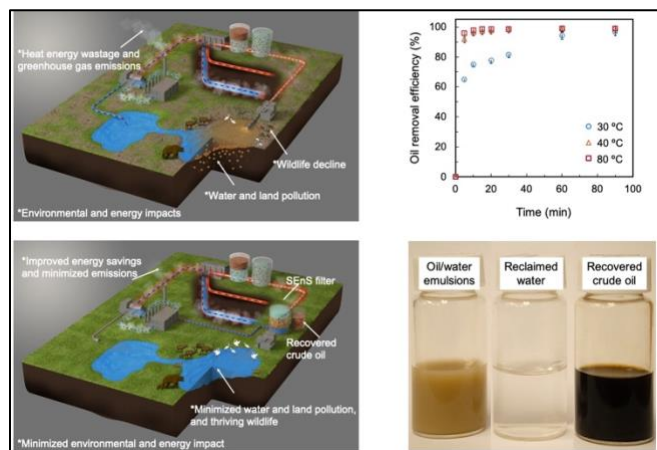 *Heat energy wastage and
greenhouse gas emissions
*Wildlife decline
*Water and land pollution
*Environmental and energy impacts
Oil removal efficiency (%)
100
80
60
40
20
0
0
20
40
60
80
100
Time (min)
30 ºC
40 ºC
80 ºC
*Improved energy savings
and minimized emissions
SEnS filter
Recovered
crude oil
*Minimized water and land pollution,
and thriving wildlife
*Minimized environmental and energy impact
Oil/water
emulsions
Reclaimed
water
Recovered
crude oil